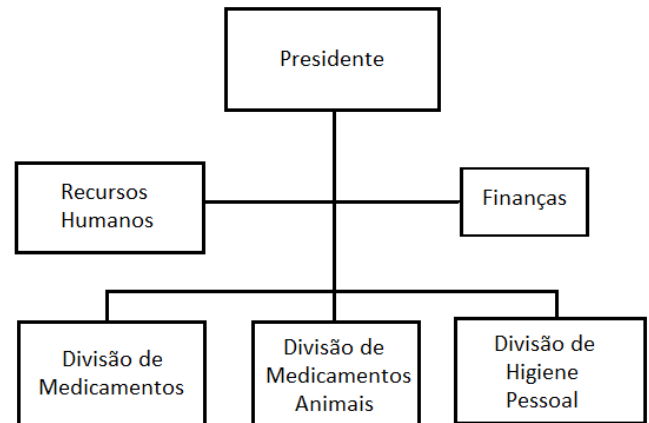 Presidente
Recursos
Humanos
Finanças
Divisão de
Medicamentos
Divisão de
Medicamentos
Animais
Divisão de
Higiene
Pessoal